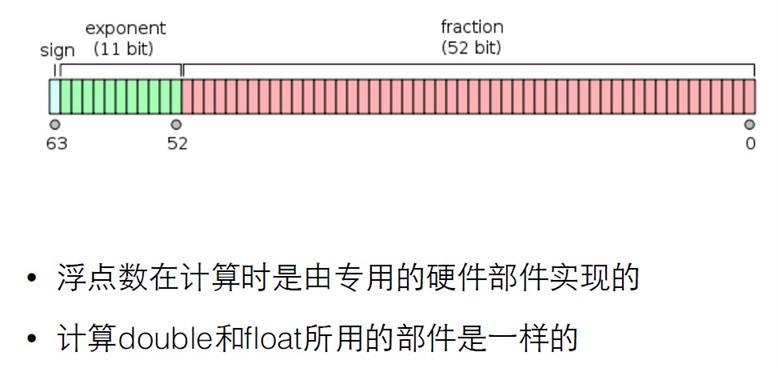 exponent
fraction
sign
(11 bit)
(52 bit)
63
52
0
• 浮点数在计算时是由专用的硬件部件实现的
• 计算double和float所用的部件是一样的